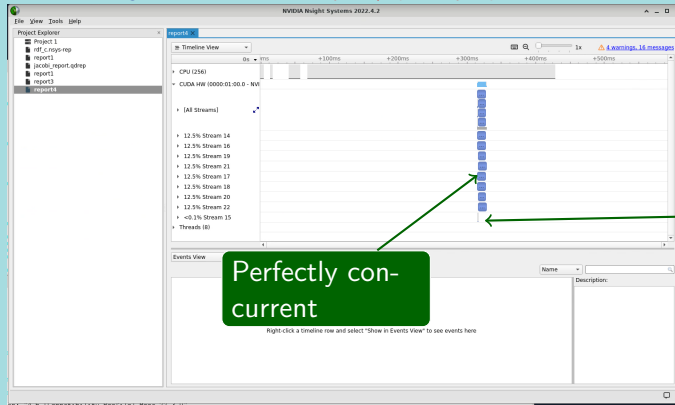 NVIDIA Nsight Systems 2022.4.2
File View Tools Help
Project Explorer
Project 1
rdf_c.nsys-rep
report1
jacobi_report.qdrep
report1
report3
report4
report4
Timeline View
1x
4 warnings, 16 messages
0s
ms
+100ms
+200ms
+300ms
+400ms
+500ms
CPU (256)
CUDA HW (0000:01:00.0 - NVI
[All Streams]
12.5% Stream 14
12.5% Stream 16
12.5% Stream 19
12.5% Stream 21
12.5% Stream 17
12.5% Stream 18
12.5% Stream 20
12.5% Stream 22
<0.1% Stream 15
Threads (8)
Events View
Perfectly con-
current
Name
Description:
Right-click a timeline row and select "Show in Events View" to see events here